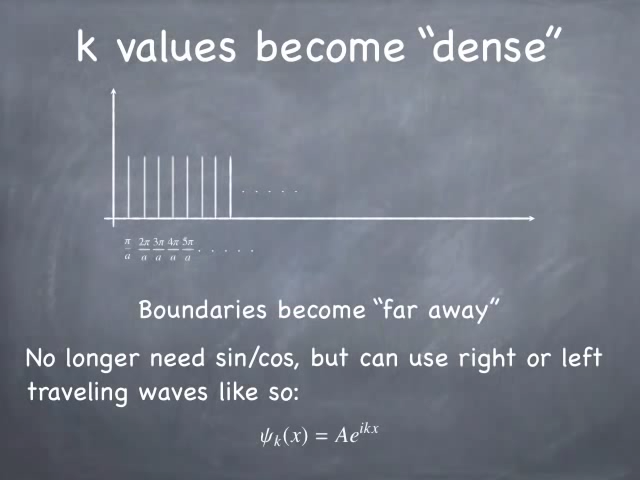 k values become “dense”
. . . . .
π/a 2π/a 3π/a 4π/a 5π/a . . . . .
Boundaries become “far away”
No longer need sin/cos, but can use right or left
traveling waves like so:
ψₖ(x) = Ae^{ikx}